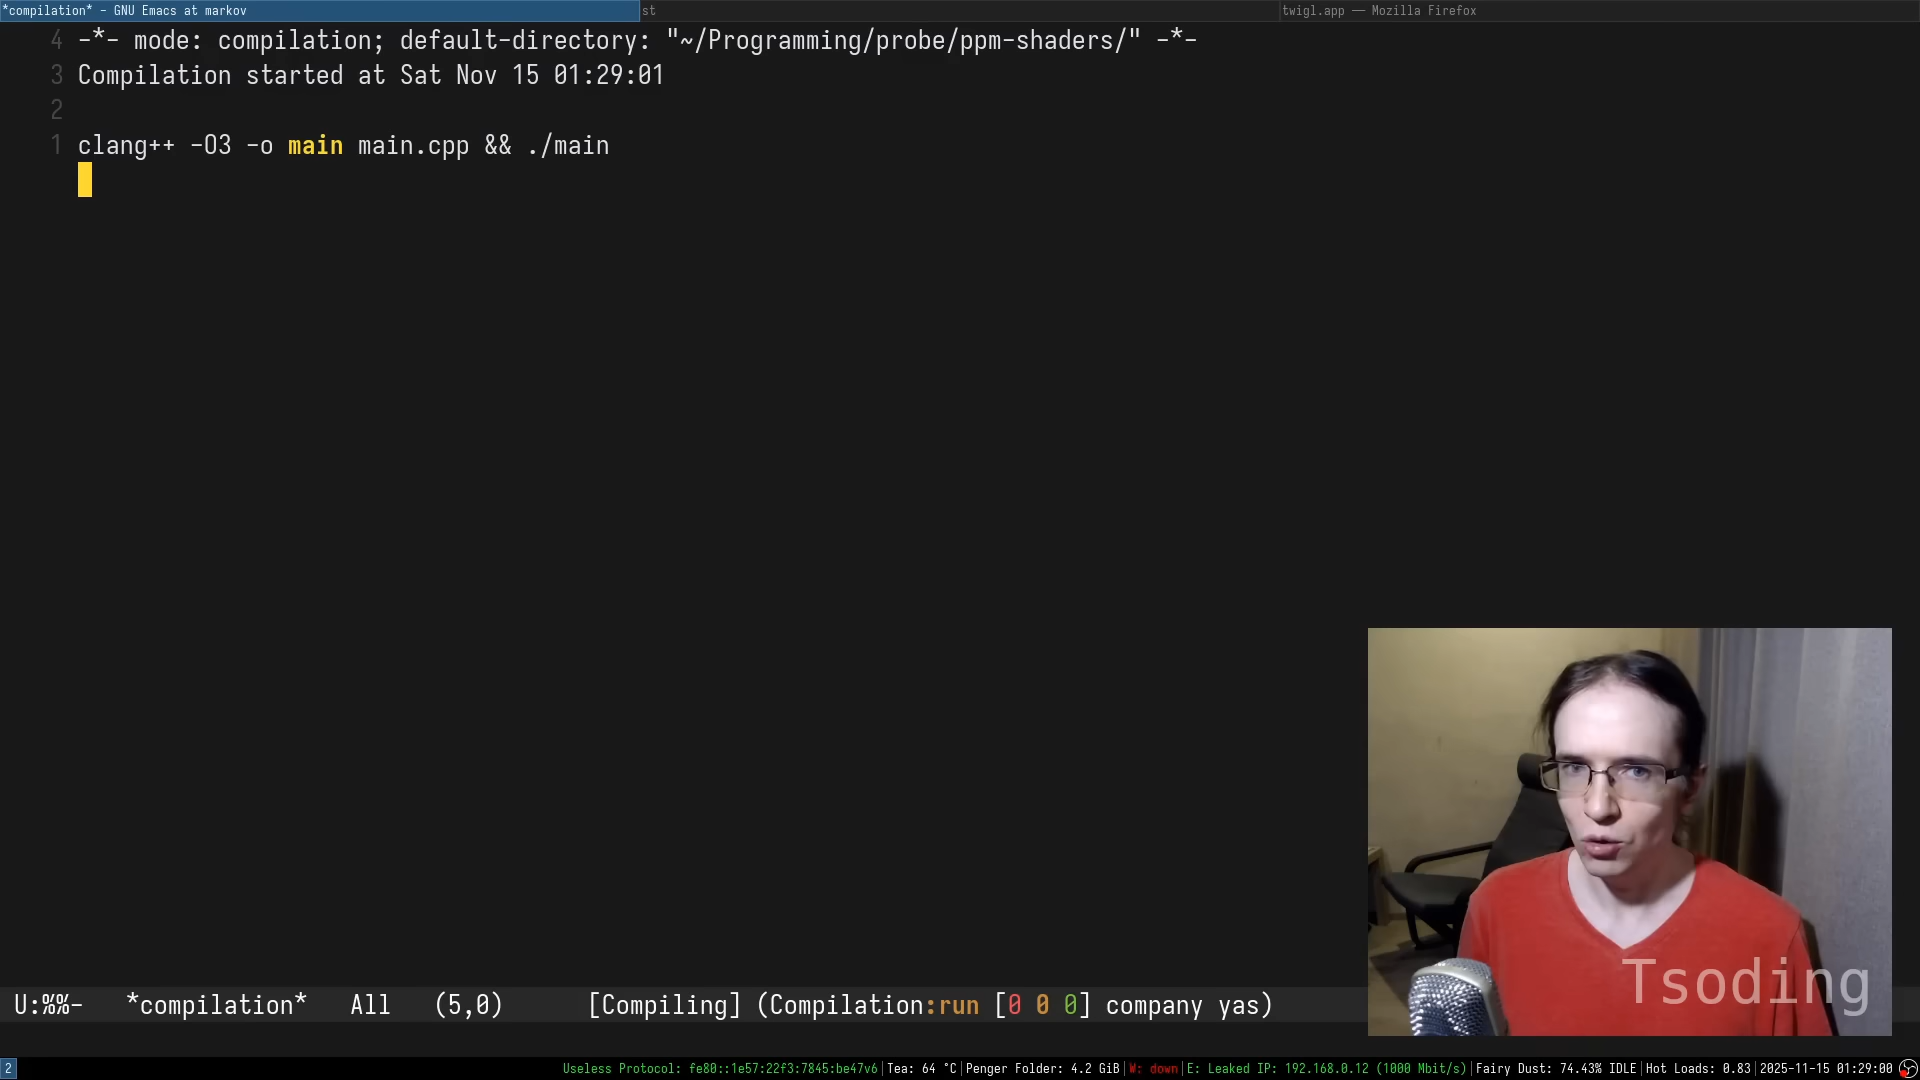 *compilation* - GNU Emacs at markov
st
twigl.app — Mozilla Firefox
4 -*- mode: compilation; default-directory: "~/Programming/probe/ppm-shaders/" -*-
3 Compilation started at Sat Nov 15 01:29:01
2
1 clang++ -O3 -o main main.cpp && ./main
U:%%- *compilation* All (5,0) [Compiling] (Compilation:run [0 0 0] company yas)
Tsoding
2 Useless Protocol: fe80::1e57:22f3:7845:be47v6|Tea: 64 °C|Penger Folder: 4.2 GiB|W: down|E: Leaked IP: 192.168.0.12 (1000 Mbit/s)|Fairy Dust: 74.43% IDLE|Hot Loads: 0.83|2025-11-15 01:29:00